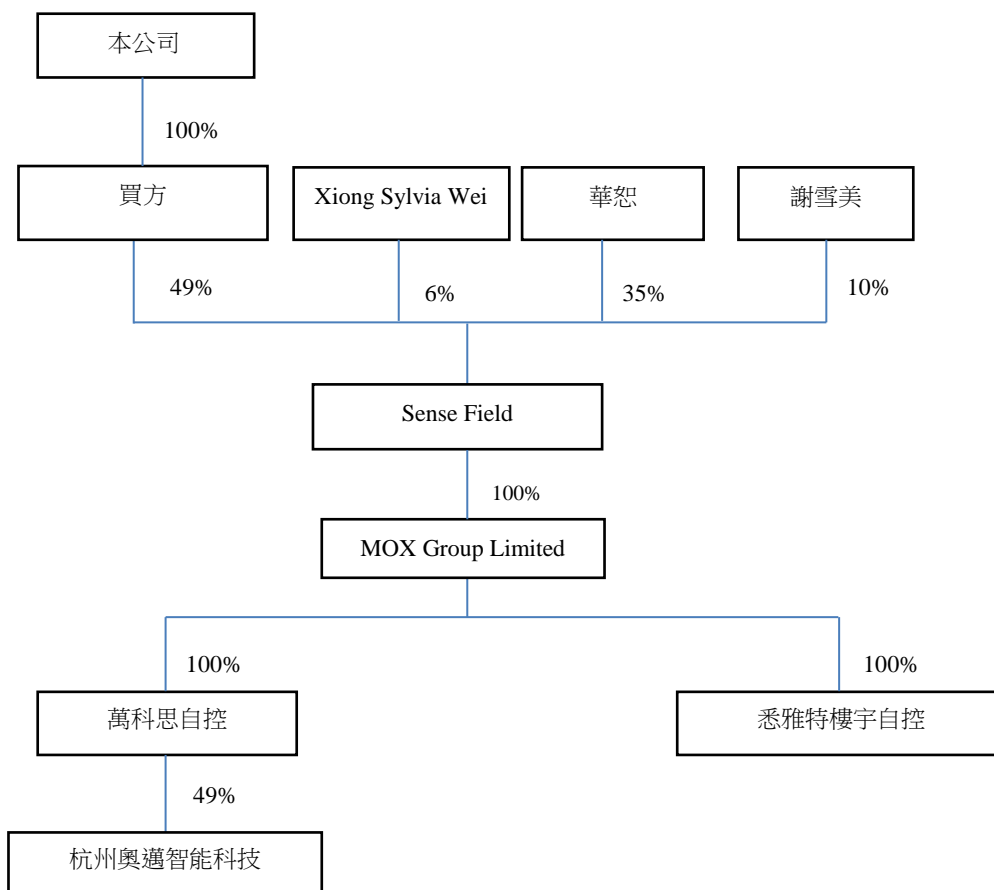 本公司
100%
買方
Xiong Sylvia Wei
華恕
謝雪美
49%
6%
35%
10%
Sense Field
100%
MOX Group Limited
100%
100%
萬科思自控
悉雅特樓宇自控
49%
杭州奧邁智能科技